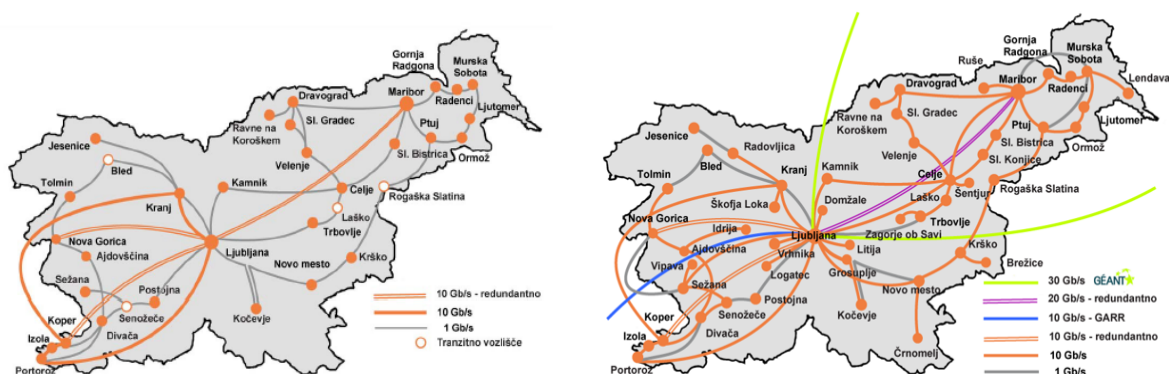 Gornja
Radgona
Murska
Sobota
Dravograd
Maribor
Radenci
Ljutomer
Ravne na
Koroškem
Sl. Gradec
Ptuj
Jesenice
Velenje
Sl. Bistrica
Ormož
Bled
Tolmin
Kamnik
Celje
Rogaška Slatina
Kranj
Laško
Trbovlje
Nova Gorica
Ajdovščina
Ljubljana
Krško
Novo mesto
Sežana
Postojna
Senožeče
Kočevje
Koper
Divača
Izola
Portorož
10 Gb/s - redundantno
10 Gb/s
1 Gb/s
Tranzitno vozlišče
Gornja
Radgona
Murska
Sobota
Ruše
Maribor
Dravograd
Radenci
Lendava
Ravne na
Koroškem
Sl. Gradec
Ptuj
Ljutomer
Jesenice
Radovljica
Velenje
Sl. Bistrica
Ormož
Bled
Sl. Konjice
Tolmin
Kamnik
Kranj
Celje
Šentjur
Rogaška Slatina
Škofja Loka
Domžale
Laško
Trbovlje
Nova Gorica
Idrija
Ljubljana
Zagorje ob Savi
Ajdovščina
Vrhnika
Litija
Krško
Vipava
Logatec
Grosuplje
Brežice
Sežana
Novo mesto
Postojna
Koper
Senožeče
Kočevje
Izola
Divača
Črnomelj
Portorož
30 Gb/s GÉANT
20 Gb/s - redundantno
10 Gb/s - GARR
10 Gb/s - redundantno
10 Gb/s
1 Gb/s